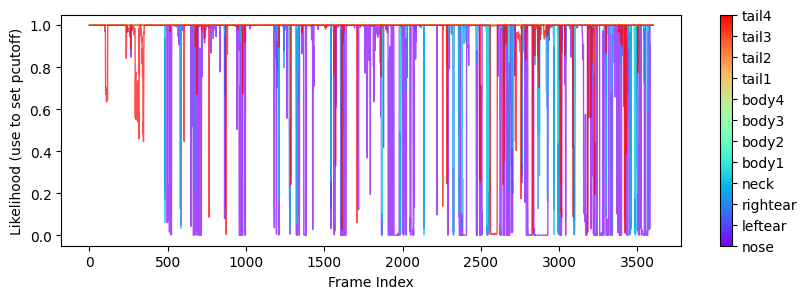 Likelihood (use to set pcutoff)
1.0
0.8
0.6
0.4
0.2
0.0
0
500
1000
1500
2000
2500
3000
3500
Frame Index
tail4
tail3
tail2
tail1
body4
body3
body2
body1
neck
rightear
leftear
nose